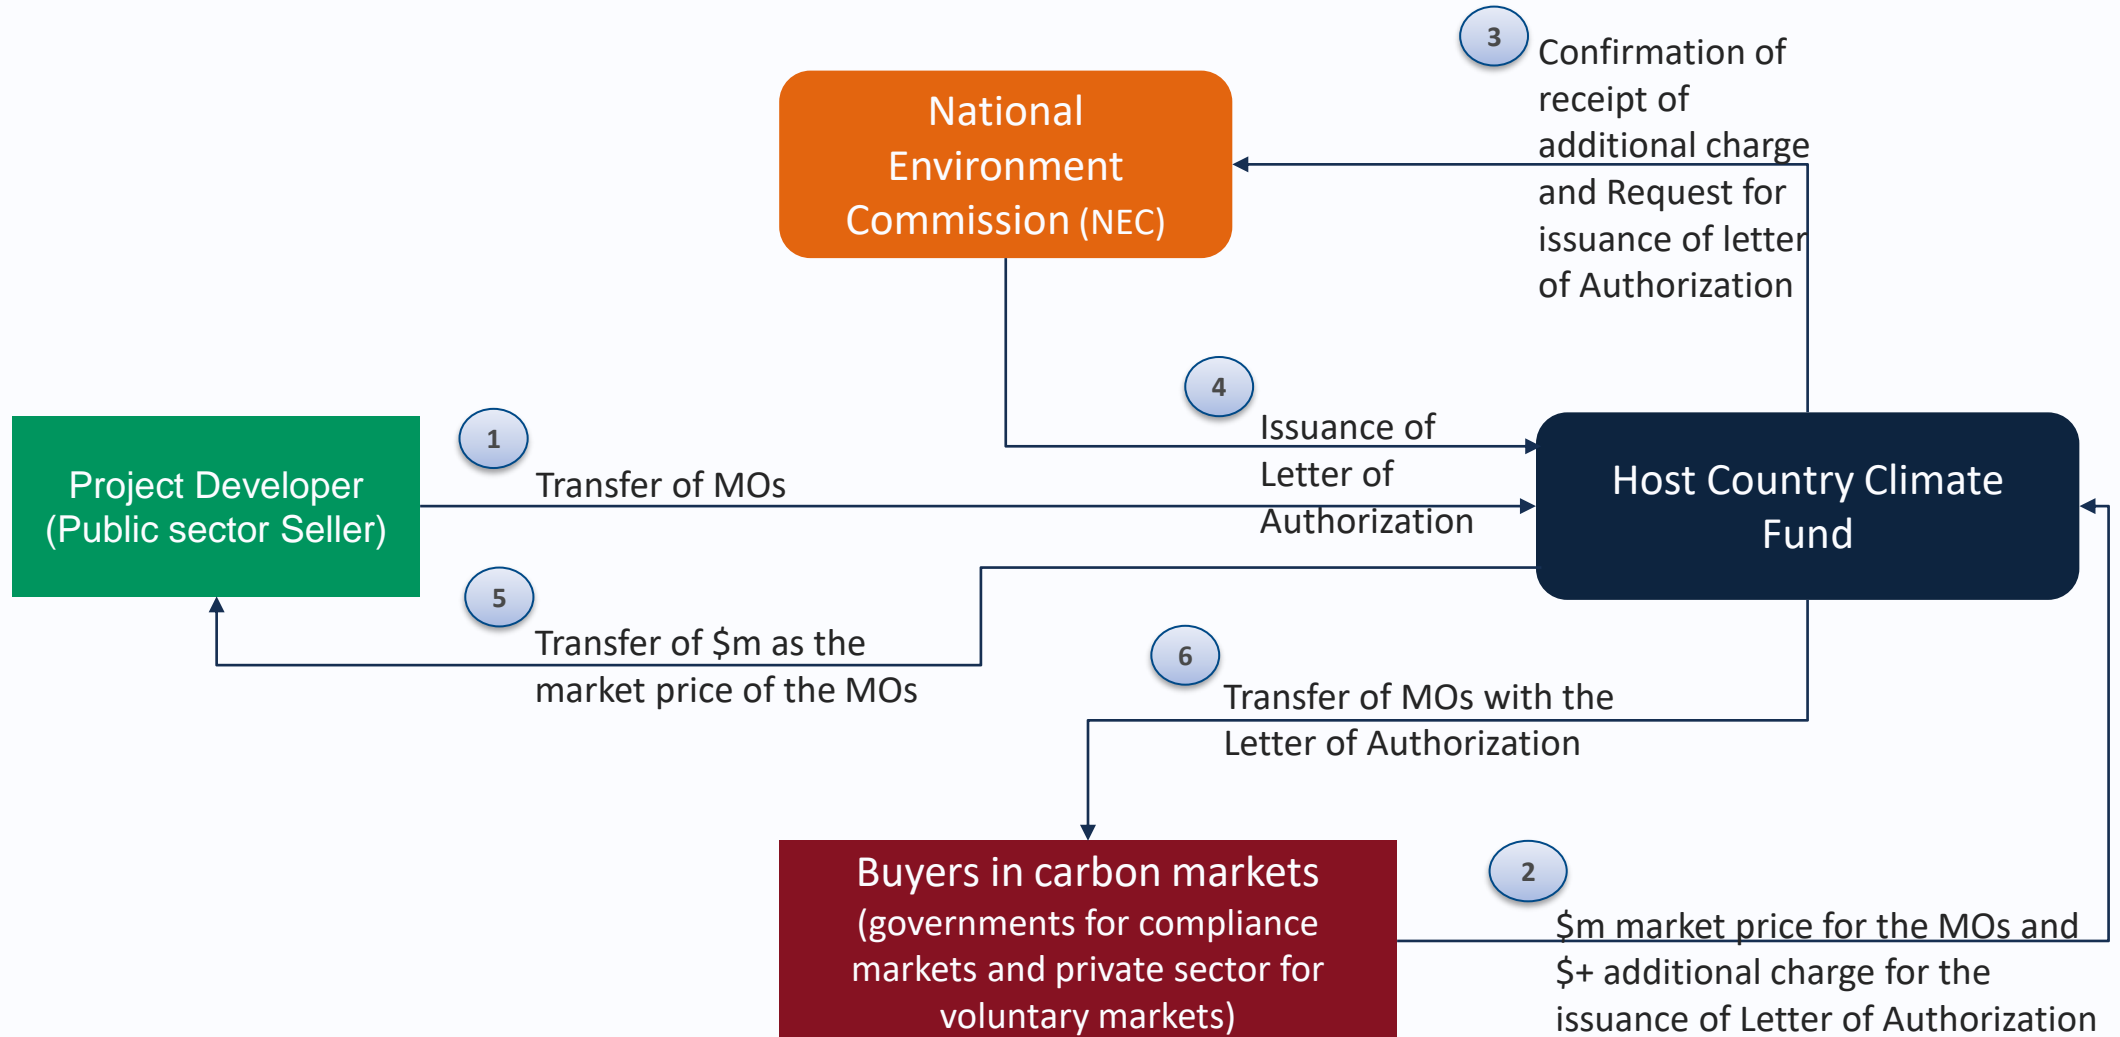 3
Confirmation of
receipt of
additional charge
and Request for
issuance of letter
of Authorization
National
Environment
Commission (NEC)
4
Issuance of
Letter of
Authorization
1
Transfer of MOs
Project Developer
(Public sector Seller)
Host Country Climate
Fund
5
Transfer of $m as the
market price of the MOs
6
Transfer of MOs with the
Letter of Authorization
Buyers in carbon markets
(governments for compliance
markets and private sector for
voluntary markets)
2
$m market price for the MOs and
$+ additional charge for the
issuance of Letter of Authorization